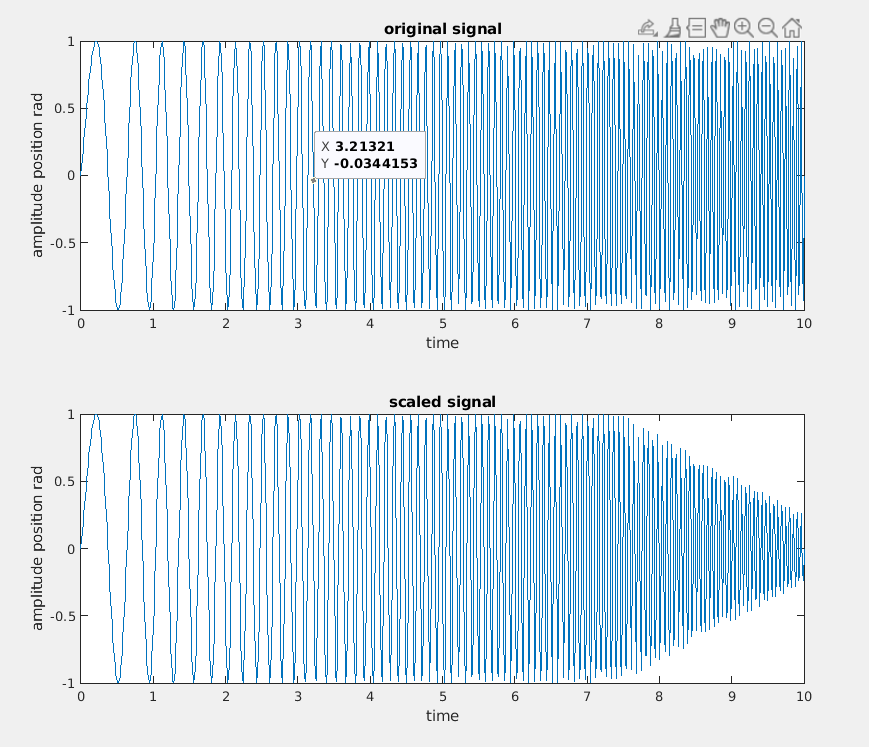 original signal
1
0.5
0
-0.5
-1
amplitude position rad
X 3.21321
Y -0.0344153
0 1 2 3 4 5 6 7 8 9 10
time
scaled signal
1
0.5
0
-0.5
-1
amplitude position rad
0 1 2 3 4 5 6 7 8 9 10
time